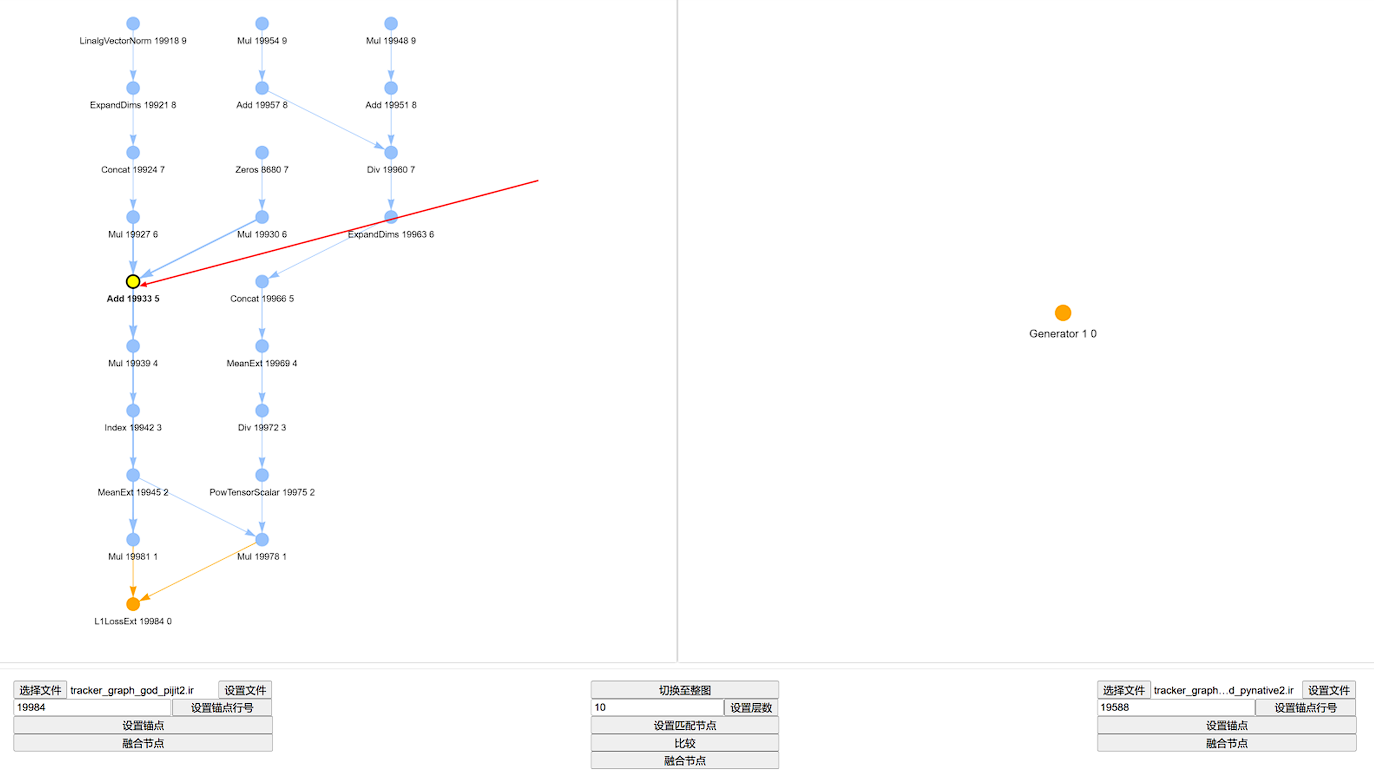 LinalgVectorNorm 19918 9
Mul 19954 9
Mul 19948 9
ExpandDims 19921 8
Add 19957 8
Add 19951 8
Concat 19924 7
Zeros 8680 7
Div 19960 7
Mul 19927 6
Mul 19930 6
ExpandDims 19963 6
Add 19933 5
Concat 19966 5
Mul 19939 4
MeanExt 19969 4
Index 19942 3
Div 19972 3
MeanExt 19945 2
PowTensorScalar 19975 2
Mul 19981 1
Mul 19978 1
L1LossExt 19984 0
Generator 1 0
选择文件 tracker_graph_god_pijit2.ir 设置文件
19984 设置锚点行号
设置锚点
融合节点
切换至整图
10 设置层数
设置匹配节点
比较
融合节点
选择文件 tracker_graph...d_pynative2.ir 设置文件
19588 设置锚点行号
设置锚点
融合节点